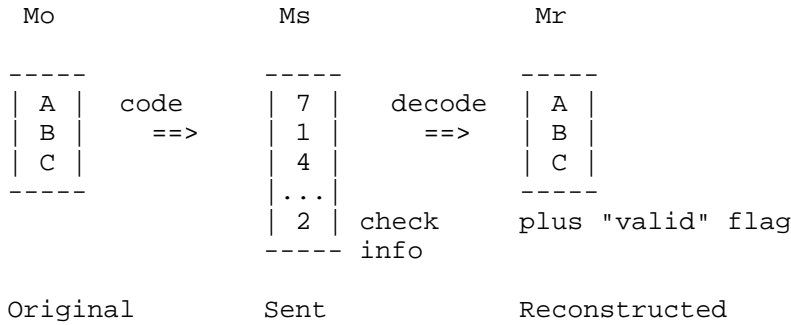 Mo Ms Mr
----- ----- -----
| A | code | 7 | decode | A |
| B | ==> | 1 | ==> | B |
| C | | 4 | | C |
----- |...| -----
| 2 | check plus "valid" flag
----- info
Original Sent Reconstructed